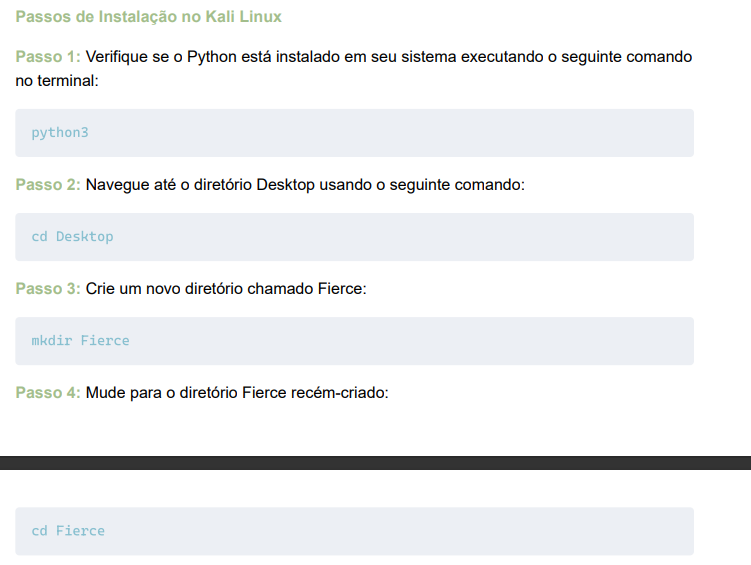 Passos de Instalação no Kali Linux
Passo 1: Verifique se o Python está instalado em seu sistema executando o seguinte comando
no terminal:
python3
Passo 2: Navegue até o diretório Desktop usando o seguinte comando:
cd Desktop
Passo 3: Crie um novo diretório chamado Fierce:
mkdir Fierce
Passo 4: Mude para o diretório Fierce recém-criado:
cd Fierce